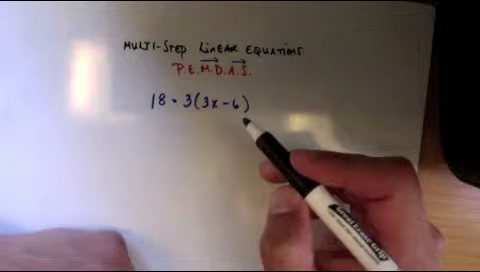 MULTI-STEP LINEAR EQUATIONS
P.E.M.D.A.S.
18 = 3(3x - 6)